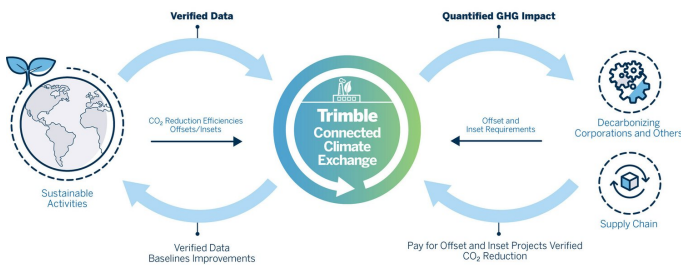 Verified Data
Quantified GHG Impact
CO₂ Reduction Efficiencies
Offsets/Insets
Trimble
Connected
Climate
Exchange
Offset and
Inset Requirements
Decarbonizing
Corporations and Others
Sustainable
Activities
Supply Chain
Verified Data
Baselines Improvements
Pay for Offset and Inset Projects Verified
CO₂ Reduction